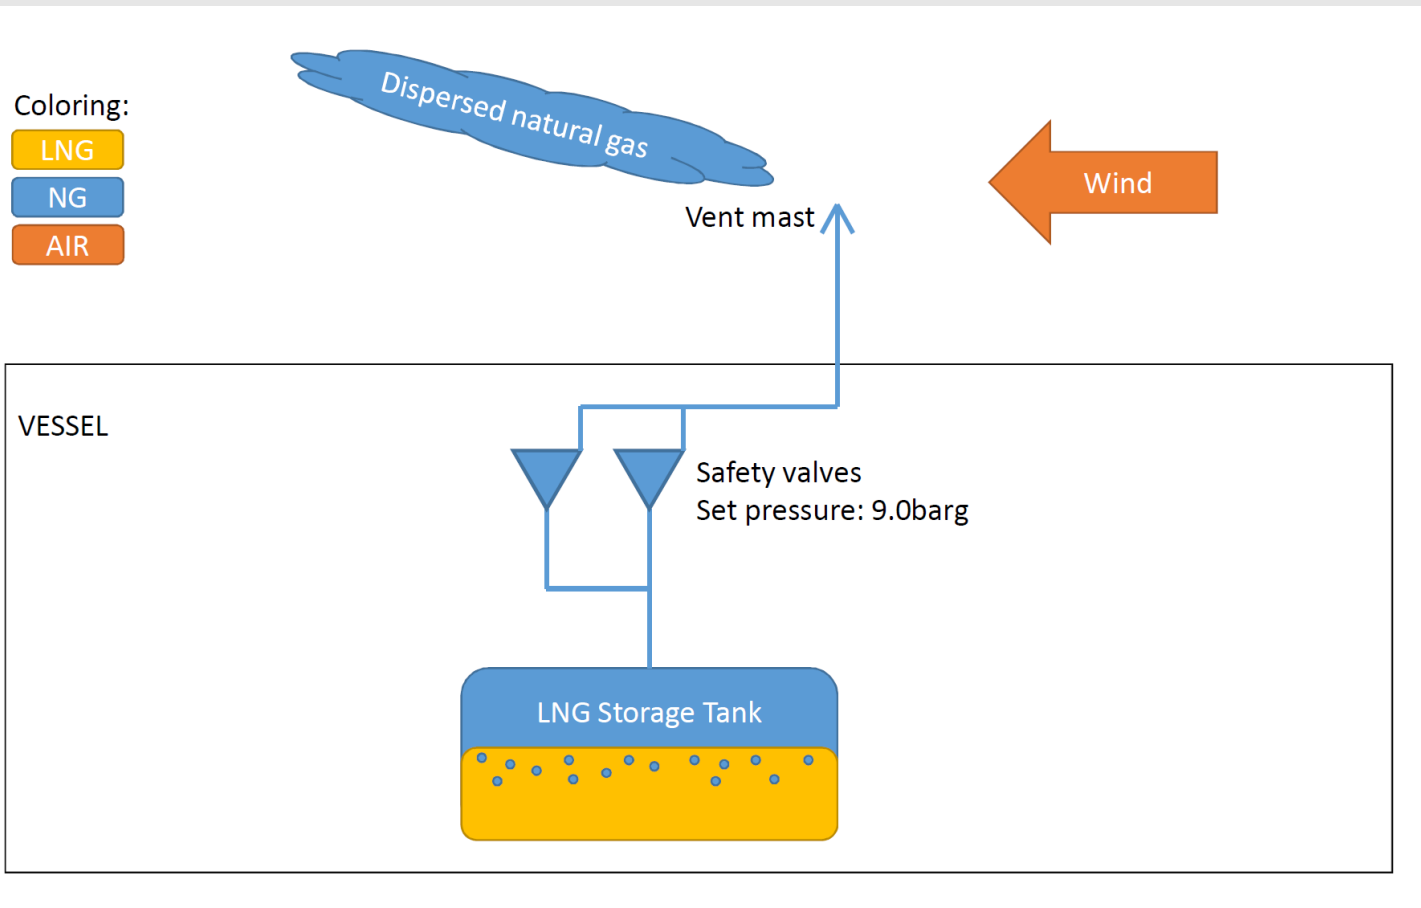 Coloring:
LNG
NG
AIR
Dispersed natural gas
Wind
Vent mast
VESSEL
Safety valves
Set pressure: 9.0barg
LNG Storage Tank